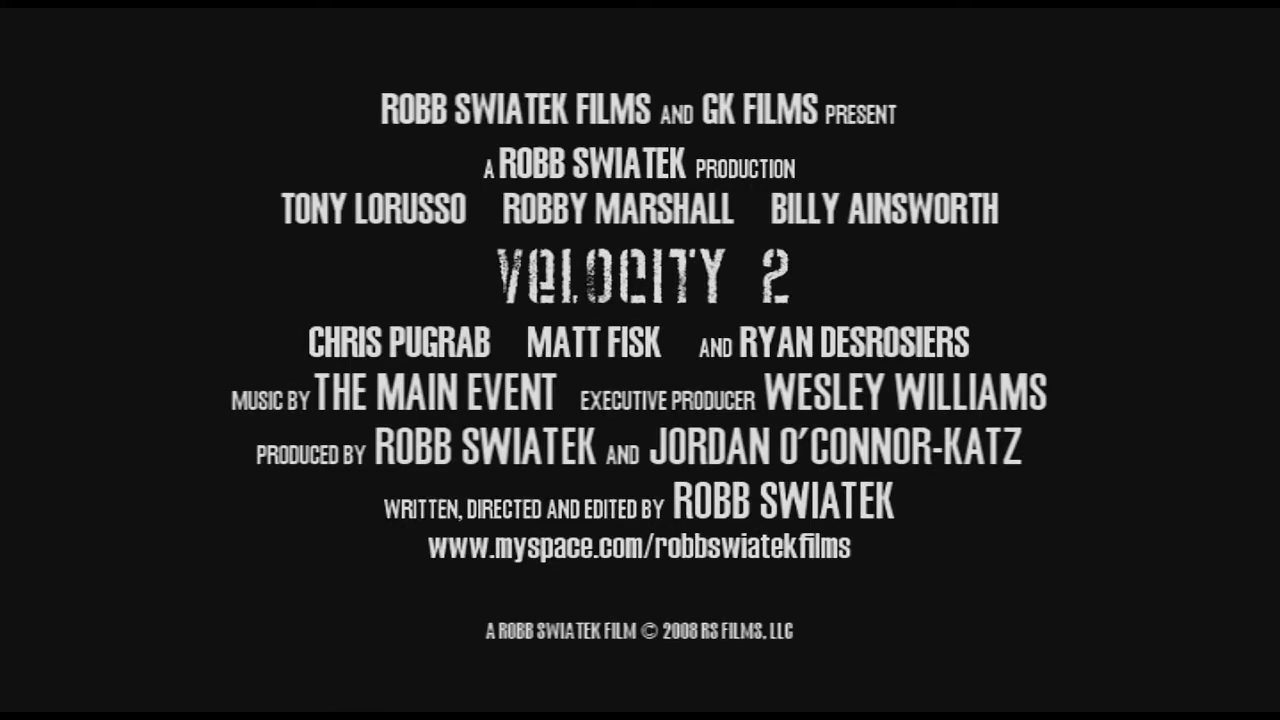 ROBB SWIATEK FILMS AND GK FILMS PRESENT
A ROBB SWIATEK PRODUCTION
TONY LORUSSO ROBBY MARSHALL BILLY AINSWORTH
VELOCITY 2
CHRIS PUGRAB MATT FISK AND RYAN DESROSIERS
MUSIC BY THE MAIN EVENT EXECUTIVE PRODUCER WESLEY WILLIAMS
PRODUCED BY ROBB SWIATEK AND JORDAN O'CONNOR-KATZ
WRITTEN, DIRECTED AND EDITED BY ROBB SWIATEK
www.myspace.com/robbswiatekfilms
A ROBB SWIATEK FILM © 2008 RS FILMS, LLC